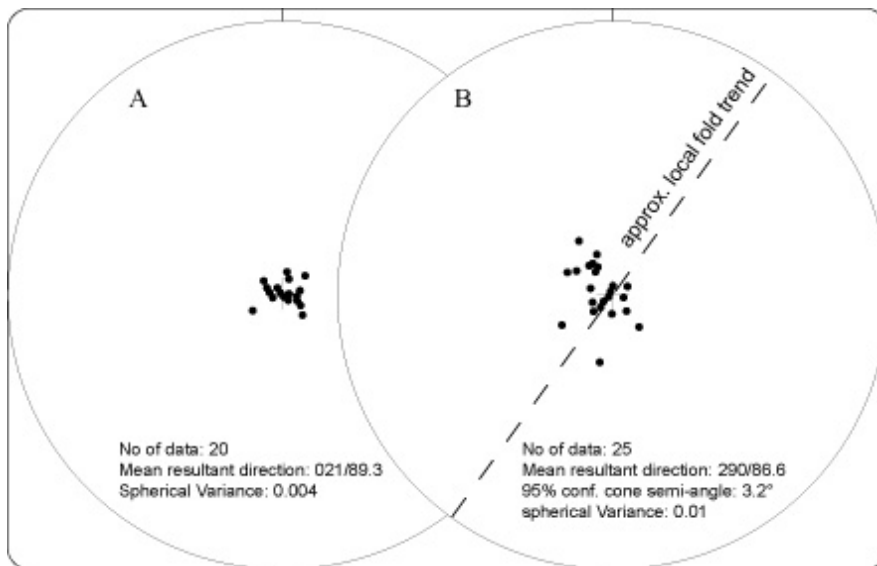 A
B
approx. local fold trend
No of data: 20
Mean resultant direction: 021/89.3
Spherical Variance: 0.004
No of data: 25
Mean resultant direction: 290/86.6
95% conf. cone semi-angle: 3.2°
spherical Variance: 0.01